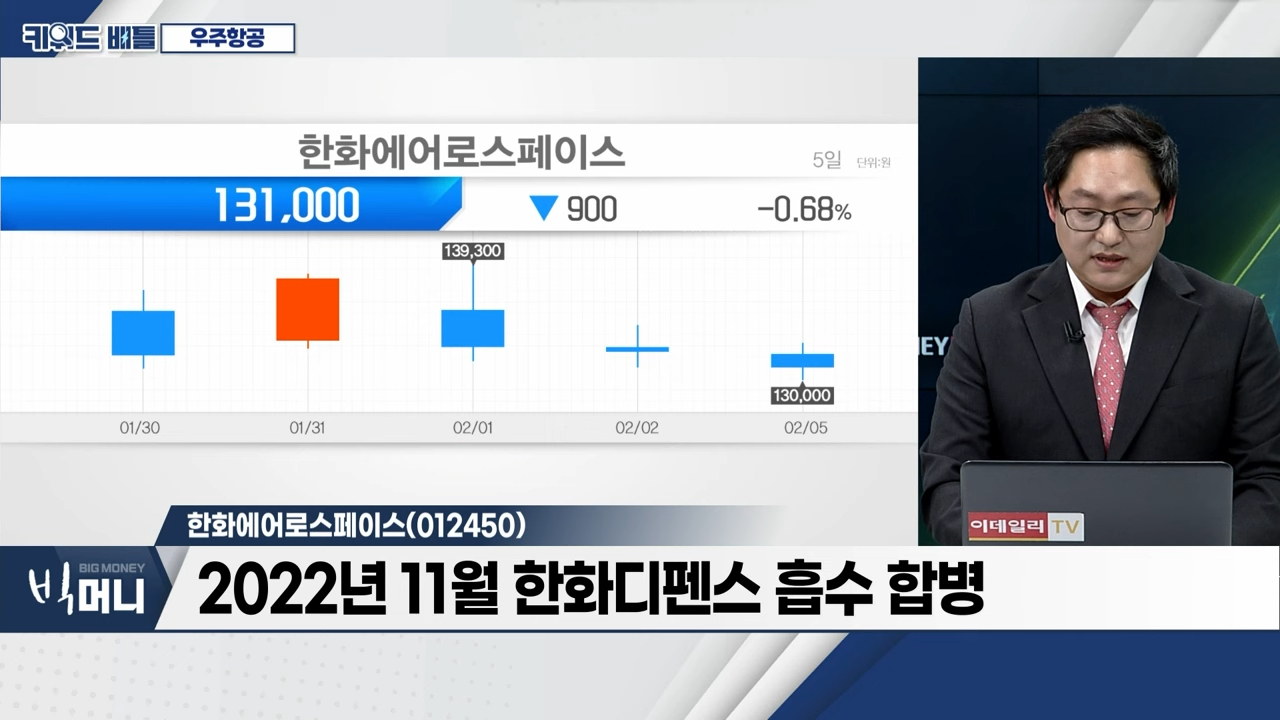 키워드 배틀 우주항공
한화에어로스페이스
5일 단위:원
131,000 ▼ 900 -0.68%
139,300
130,000
01/30 01/31 02/01 02/02 02/05
NEY
이데일리 TV
한화에어로스페이스(012450)
BIG MONEY
빅머니
2022년 11월 한화디펜스 흡수 합병